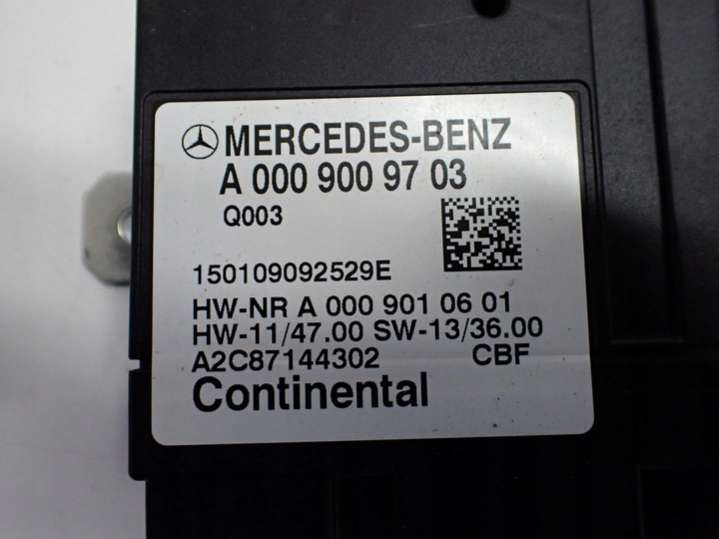 MERCEDES-BENZ
A 000 900 97 03
Q003
150109092529E
HW-NR A 000 901 06 01
HW-11/47.00 SW-13/36.00
A2C87144302 CBF
Continental